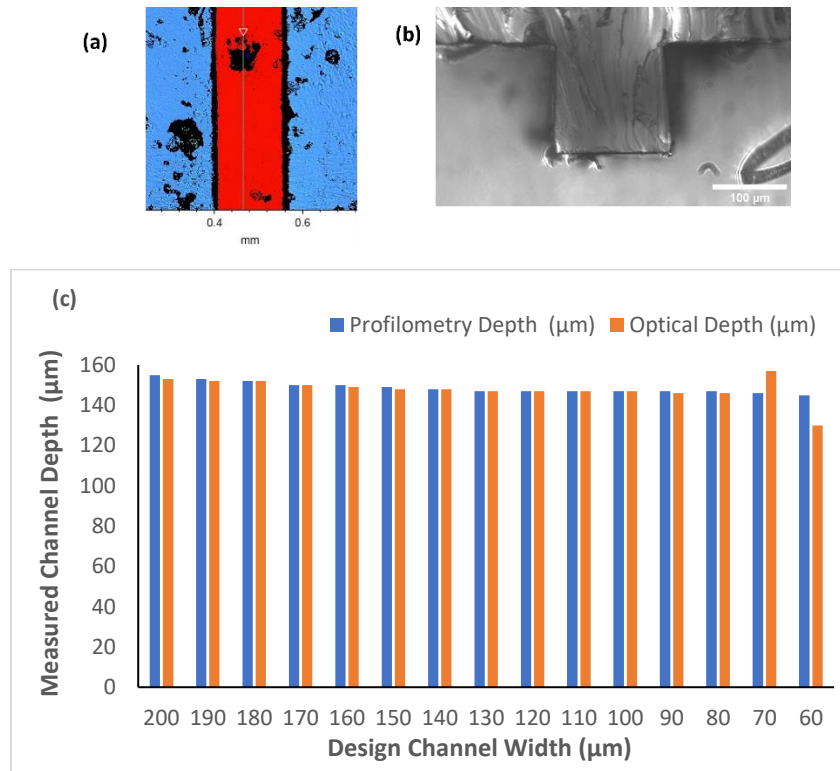 (a)
0.4 0.6
mm
(b)
100 µm
(c)
Profilometry Depth (µm) Optical Depth (µm)
Measured Channel Depth (µm)
160
140
120
100
80
60
40
20
0
200 190 180 170 160 150 140 130 120 110 100 90 80 70 60
Design Channel Width (µm)